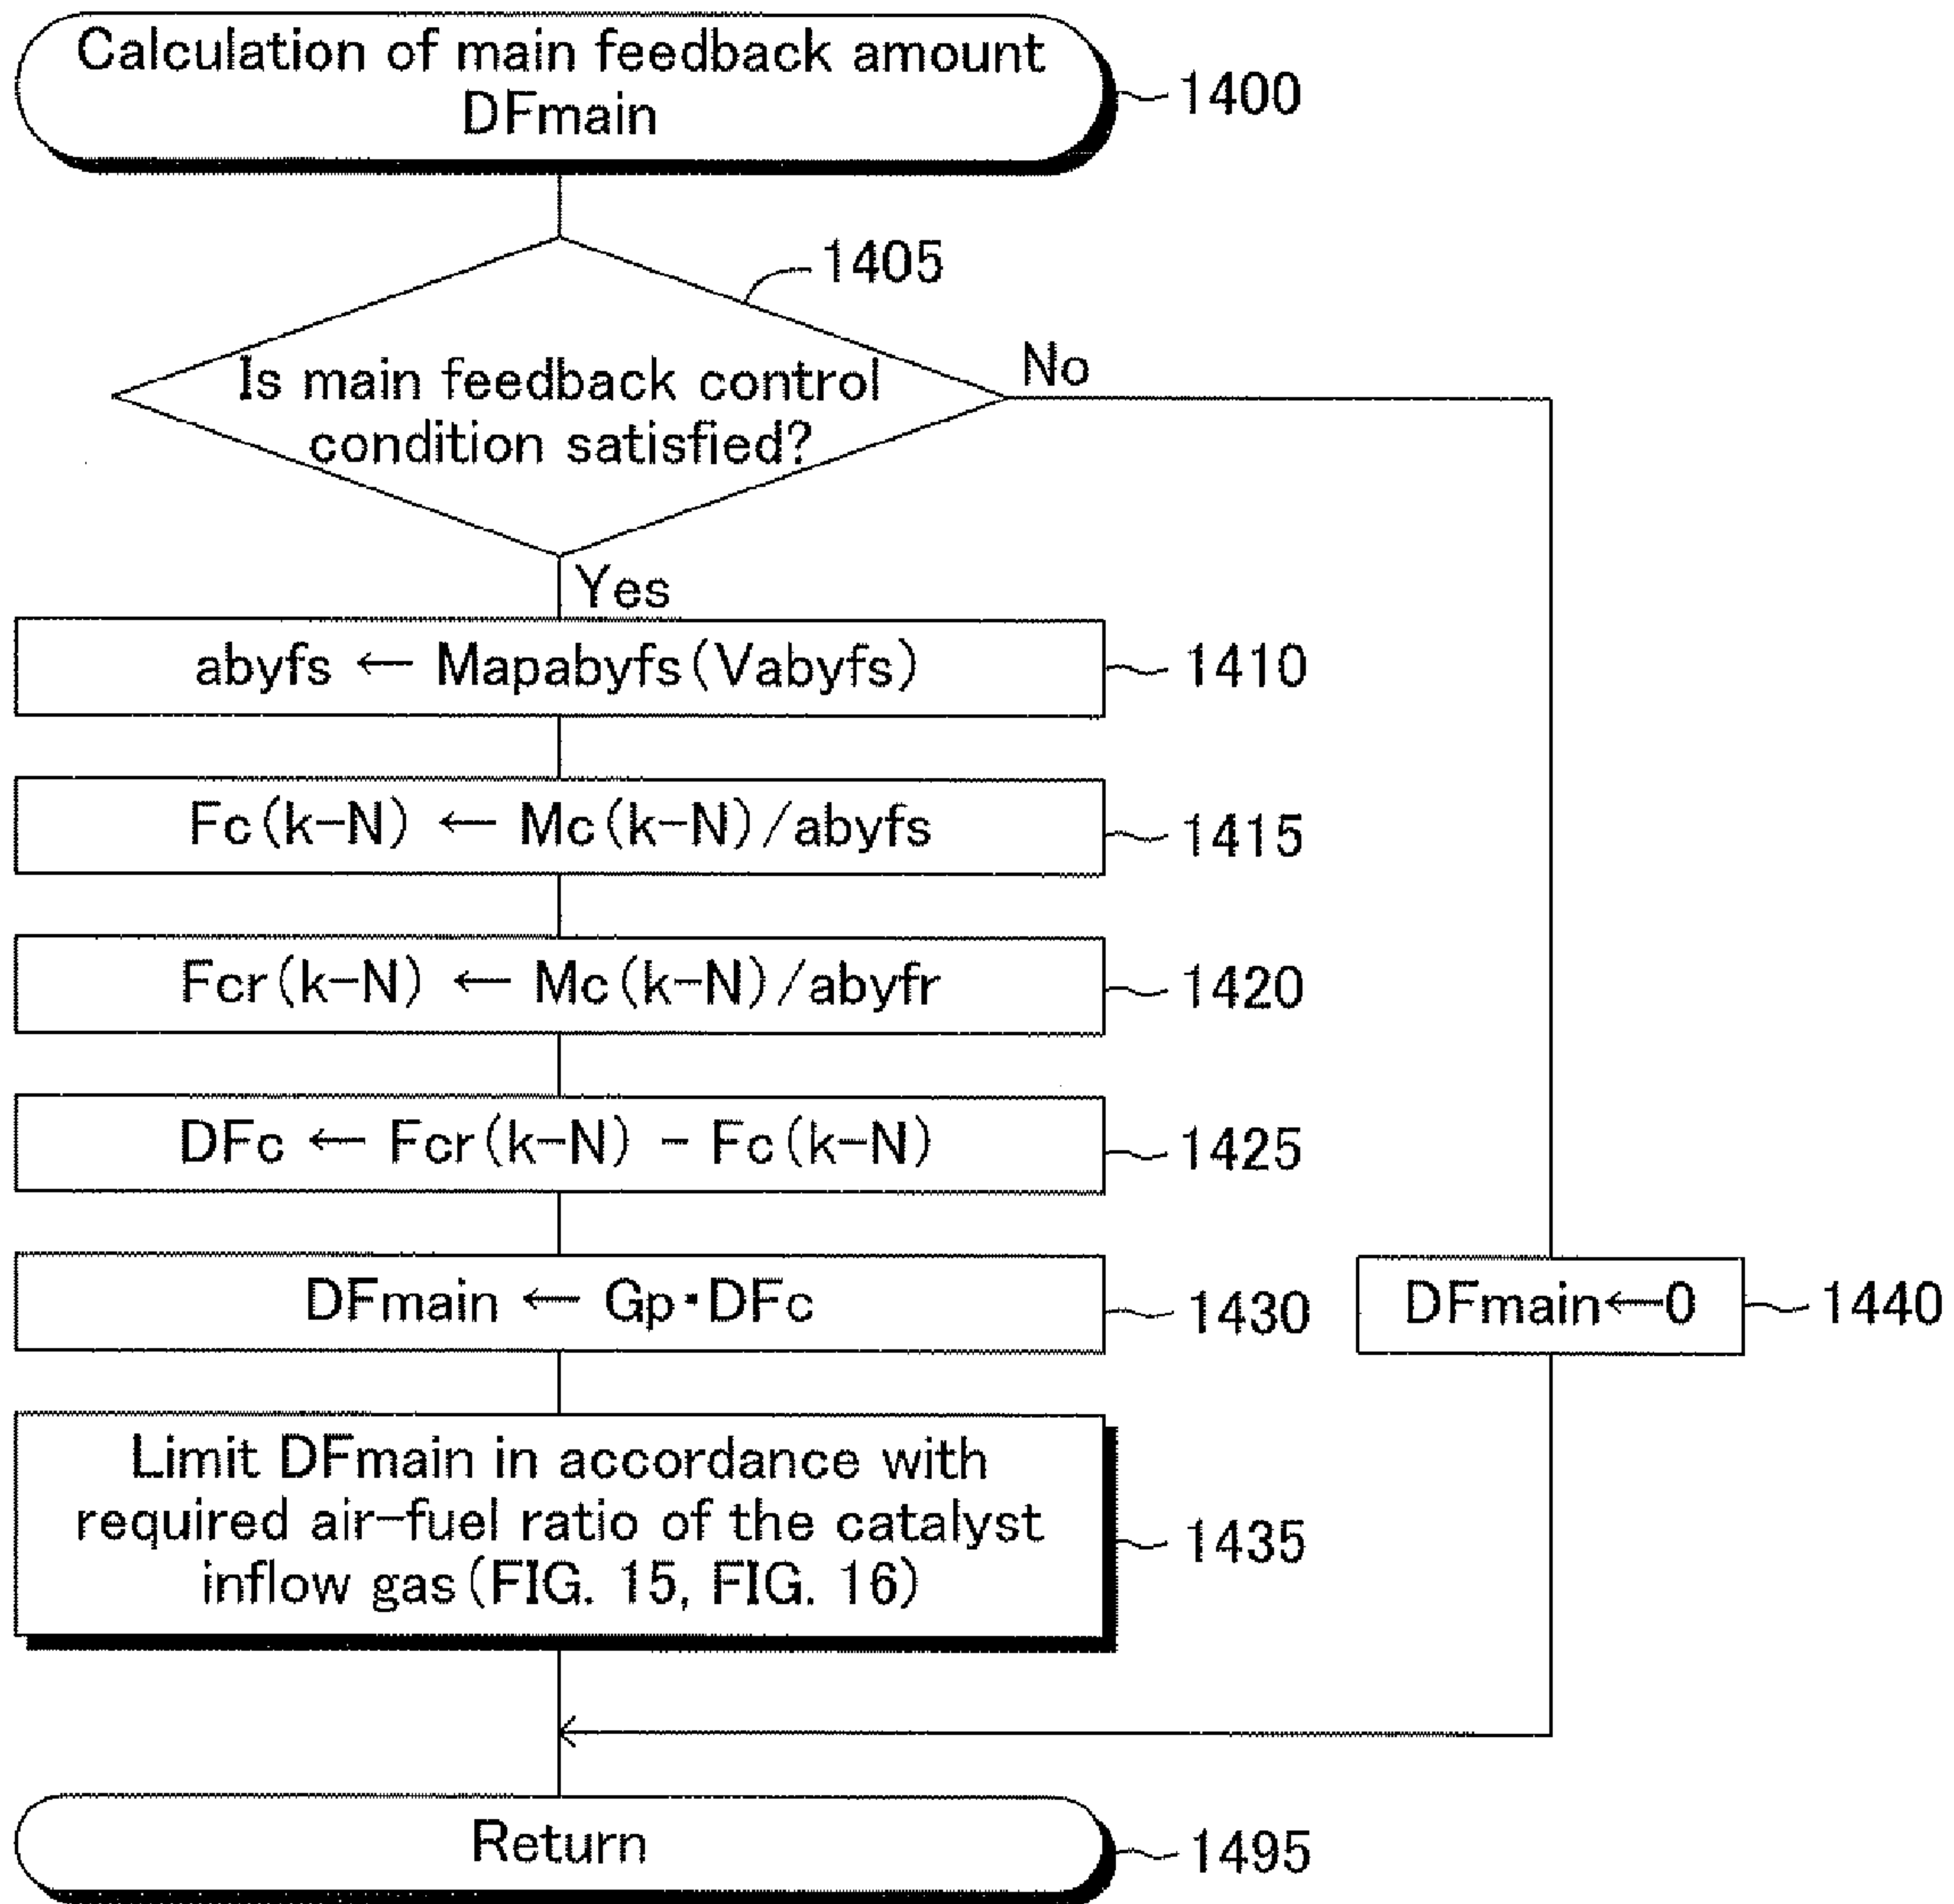 Calculation of main feedback amount
DFmain
1400
1405
Is main feedback control
condition satisfied?
No
Yes
abyfs ← Mapabyfs(Vabyfs)
1410
Fc(k-N) ← Mc(k-N)/abyfs
1415
Fcr(k-N) ← Mc(k-N)/abyfr
1420
DFc ← Fcr(k-N) - Fc(k-N)
1425
DFmain ← Gp・DFc
1430
DFmain←0
1440
Limit DFmain in accordance with
required air-fuel ratio of the catalyst
inflow gas(FIG. 15, FIG. 16)
1435
Return
1495